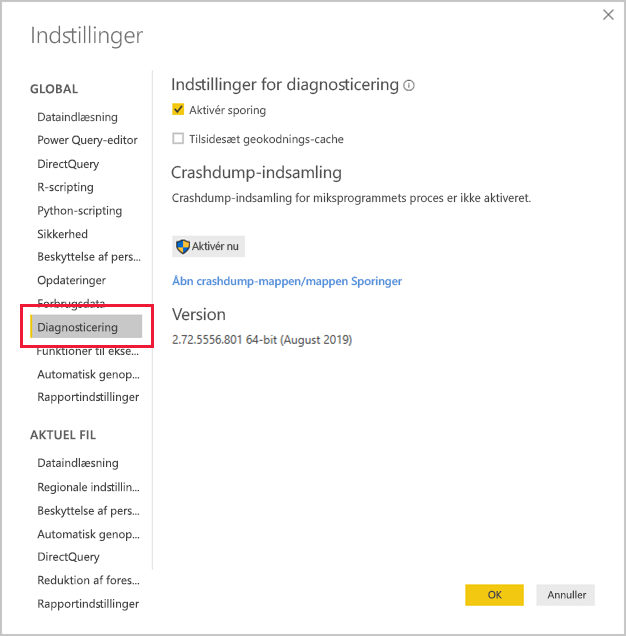 Indstillinger
GLOBAL
Dataindlæsning
Power Query-editor
DirectQuery
R-scripting
Python-scripting
Sikkerhed
Beskyttelse af pers...
Opdateringer
Forbrugsdata
Diagnosticering
Funktioner til ekse...
Automatisk genop...
Rapportindstillinger
AKTUEL FIL
Dataindlæsning
Regionale indstillin...
Beskyttelse af pers...
Automatisk genop...
DirectQuery
Reduktion af fores...
Rapportindstillinger
Indstillinger for diagnosticering
Aktivér sporing
Tilsidesæt geokodnings-cache
Crashdump-indsamling
Crashdump-indsamling for miksprogrammets proces er ikke aktiveret.
Aktivér nu
Åbn crashdump-mappen/mappen Sporinger
Version
2.72.5556.801 64-bit (August 2019)
OK
Annuller